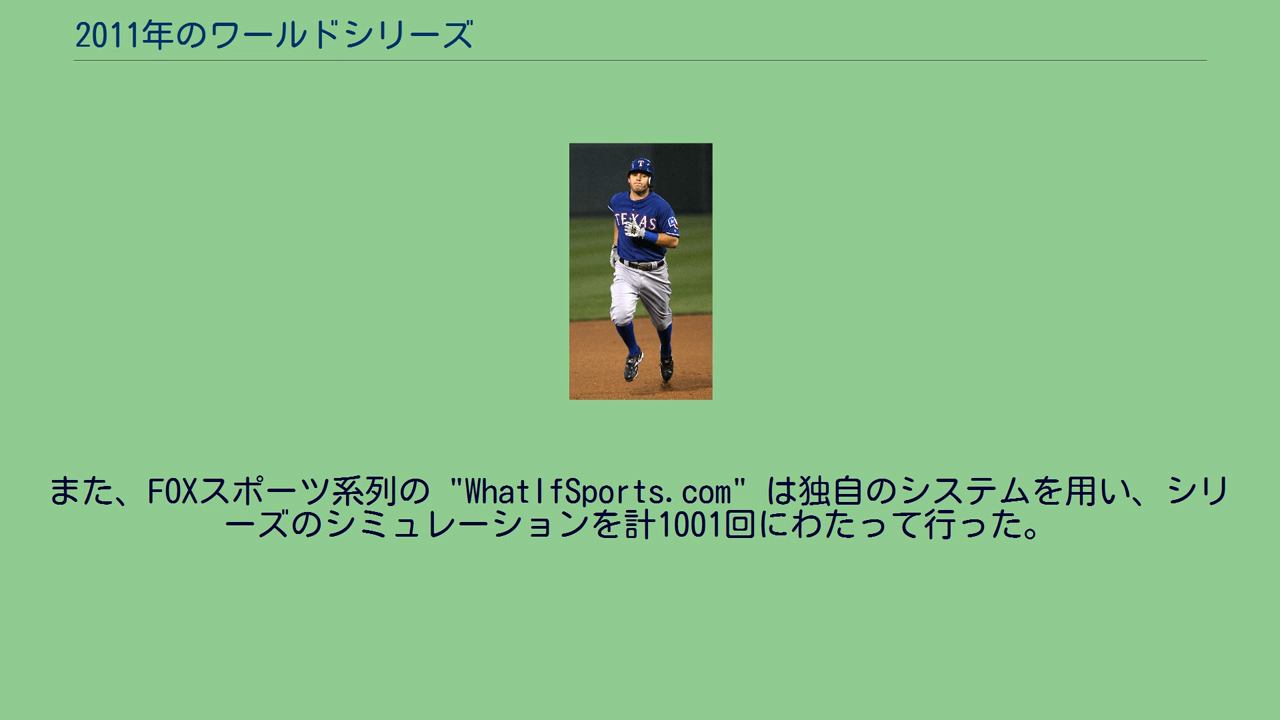 2011年のワールドシリーズ
T
TEXAS
また、FOXスポーツ系列の "WhatIfSports.com" は独自のシステムを用い、シリ
ーズのシミュレーションを計1001回にわたって行った。